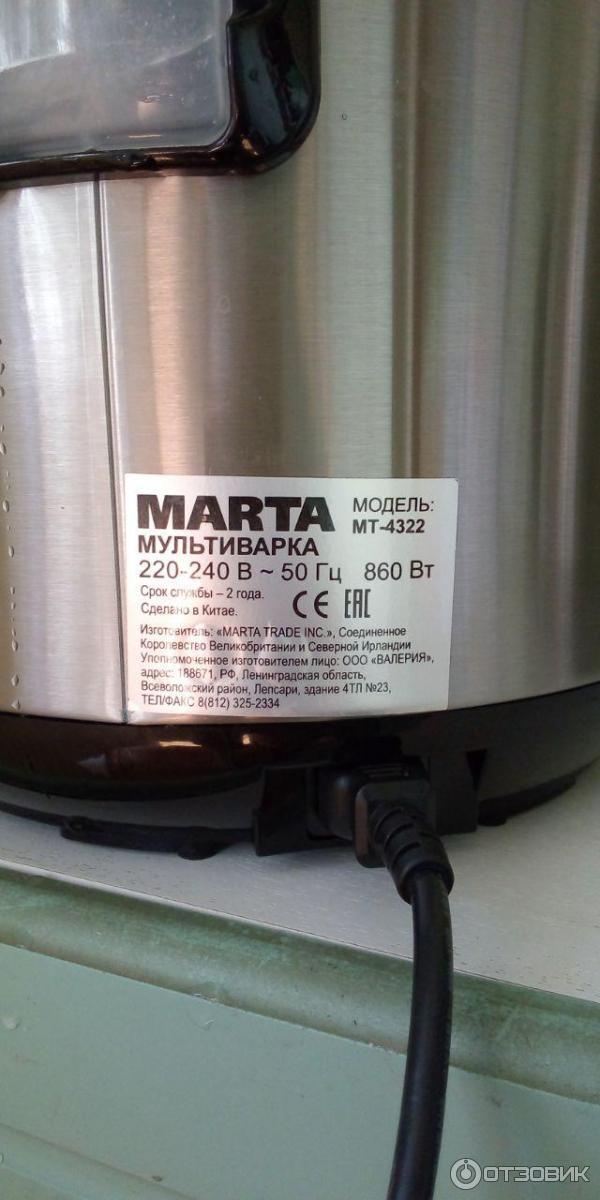 MARTA МОДЕЛЬ:
МУЛЬТИВАРКА МТ-4322
220-240 В ~ 50 Гц 860 Вт
Срок службы – 2 года.
Сделано в Китае. CE EAC
Изготовитель: «MARTA TRADE INC.», Соединенное
Королевство Великобритании и Северной Ирландии
Уполномоченное изготовителем лицо: ООО «ВАЛЕРИЯ»,
адрес: 188671, РФ, Ленинградская область,
Всеволожский район, Лепсари, здание 4ТЛ №23,
ТЕЛ/ФАКС 8(812) 325-2334
ОТЗОВИК